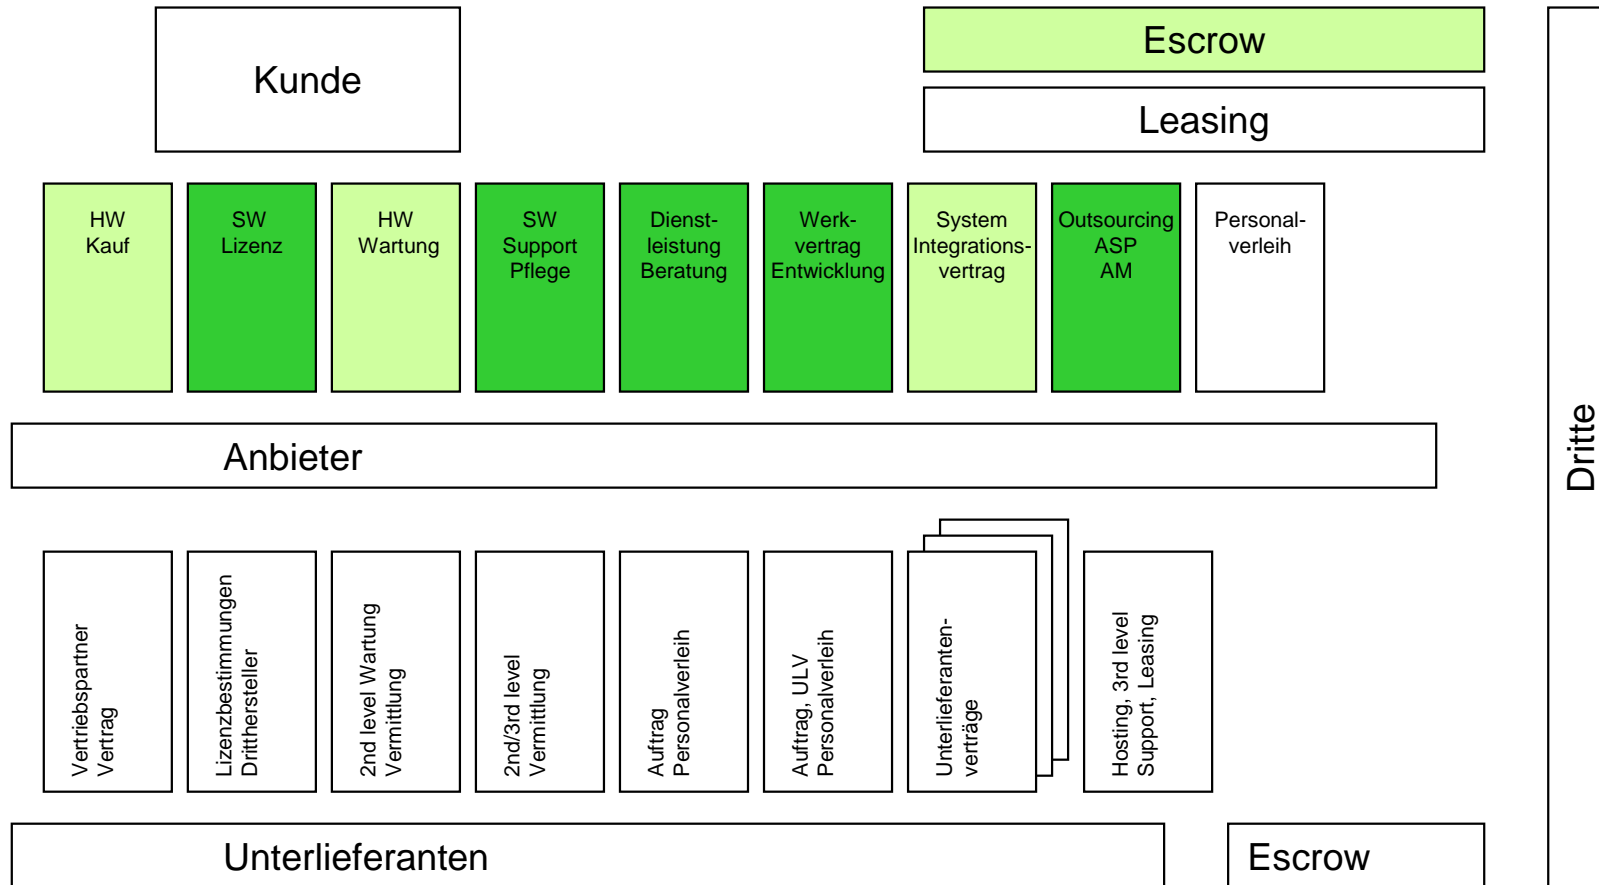 Kunde
Escrow
Leasing
HW
Kauf
SW
Lizenz
HW
Wartung
SW
Support
Pflege
Dienst-
leistung
Beratung
Werk-
vertrag
Entwicklung
System
Integrations-
vertrag
Outsourcing
ASP
AM
Personal-
verleih
Anbieter
Dritte
Vertriebspartner
Vertrag
Lizenzbestimmungen
Dritthersteller
2nd level Wartung
Vermittlung
2nd/3rd level
Vermittlung
Auftrag
Personalverleih
Auftrag, ULV
Personalverleih
Unterlieferanten-
verträge
Hosting, 3rd level
Support, Leasing
Unterlieferanten
Escrow